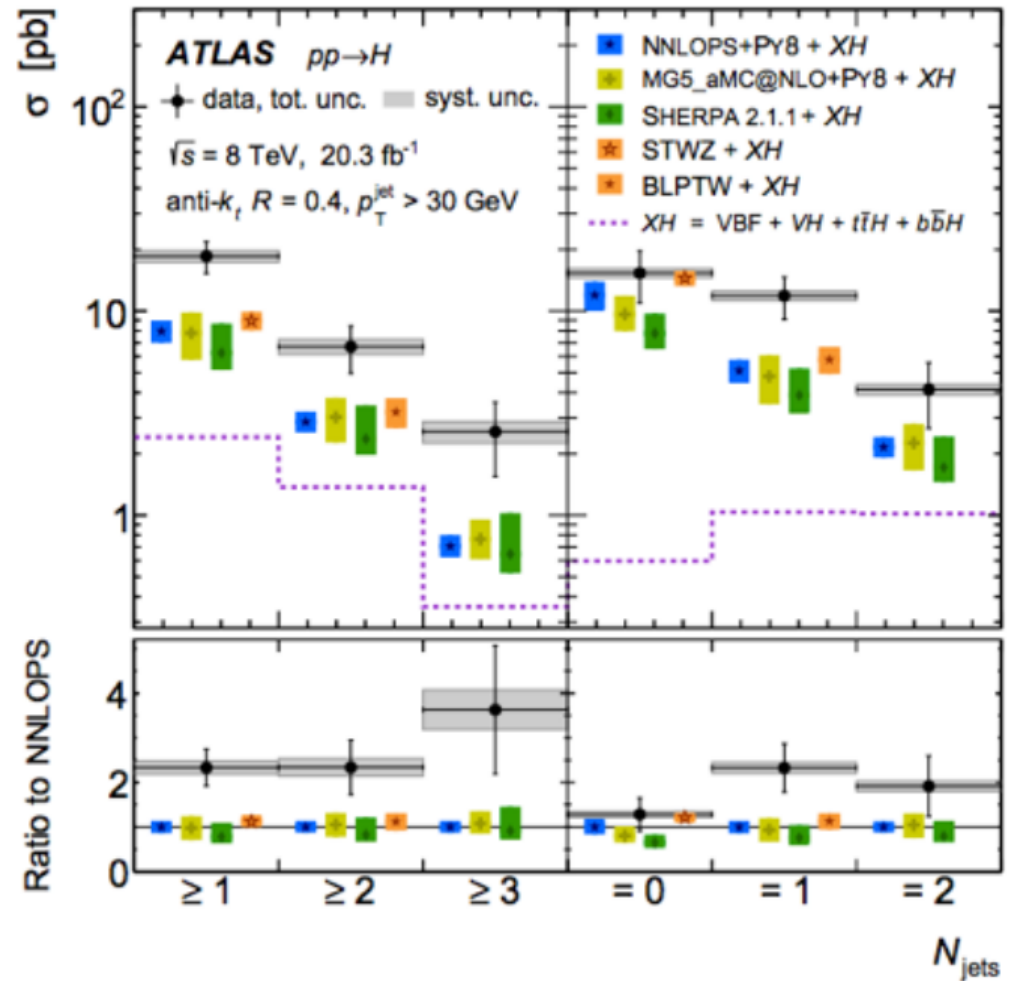 σ [pb]
10²
10
1
ATLAS pp→H
data, tot. unc. syst. unc.
√s = 8 TeV, 20.3 fb⁻¹
anti-kₜ R = 0.4, p_T^jet > 30 GeV
NNLOPS+PY8 + XH
MG5_aMC@NLO+PY8 + XH
SHERPA 2.1.1 + XH
STWZ + XH
BLPTW + XH
XH = VBF + VH + tt̄H + bb̄H
Ratio to NNLOPS
4
2
0
≥ 1 ≥ 2 ≥ 3 = 0 = 1 = 2
N_jets